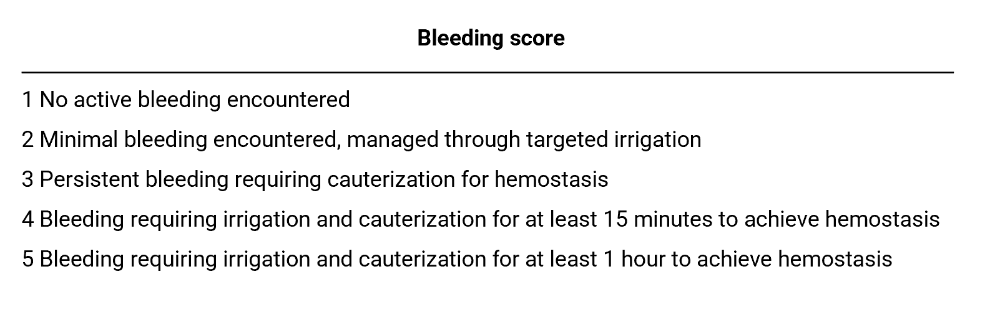 Bleeding score
1 No active bleeding encountered
2 Minimal bleeding encountered, managed through targeted irrigation
3 Persistent bleeding requiring cauterization for hemostasis
4 Bleeding requiring irrigation and cauterization for at least 15 minutes to achieve hemostasis
5 Bleeding requiring irrigation and cauterization for at least 1 hour to achieve hemostasis